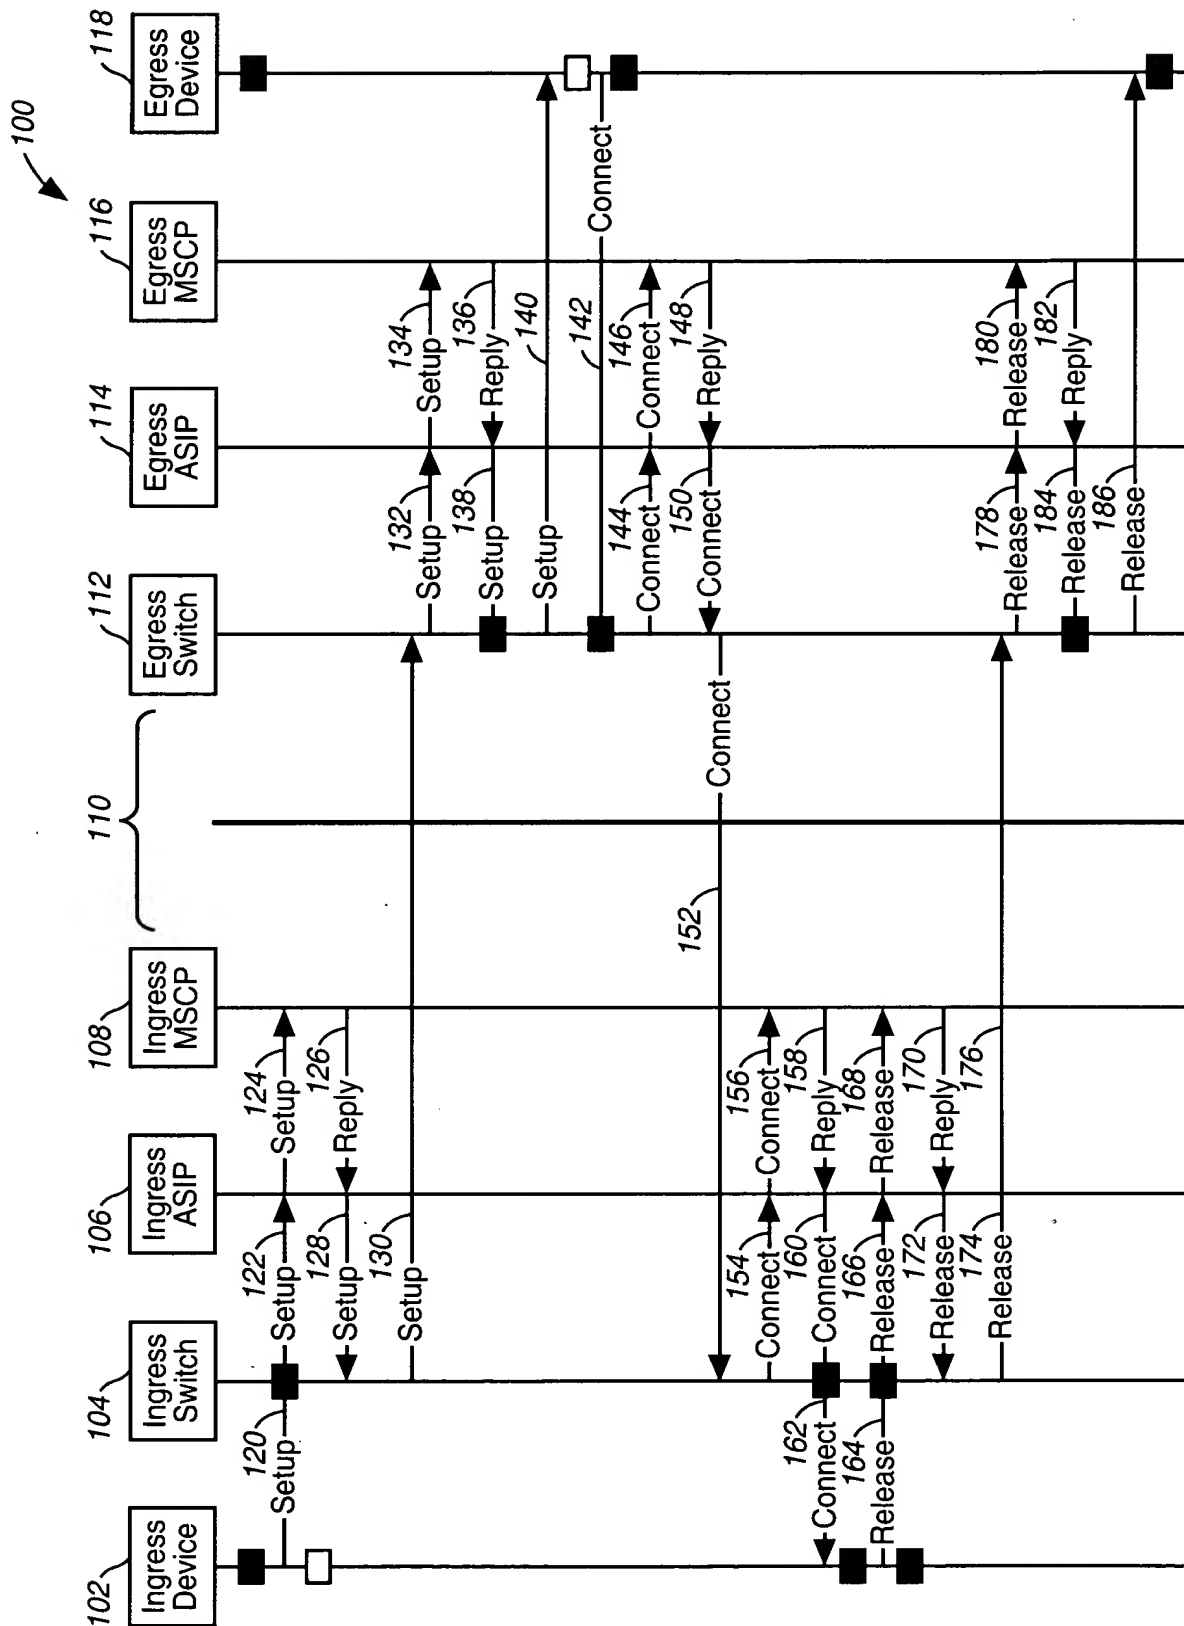 100
102
Ingress
Device
104
Ingress
Switch
106
Ingress
ASIP
108
Ingress
MSCP
110
112
Egress
Switch
114
Egress
ASIP
116
Egress
MSCP
118
Egress
Device
120
Setup
122
Setup
124
Setup
126
Reply
128
Setup
130
Setup
132
Setup
134
Setup
136
Reply
138
Setup
140
Setup
142
Connect
144
Connect
146
Connect
148
Reply
150
Connect
152
Connect
154
Connect
156
Connect
158
Reply
160
Connect
162
Connect
164
Release
166
Release
168
Release
170
Reply
172
Release
174
Release
176
178
Release
180
Release
182
Reply
184
Release
186
Release